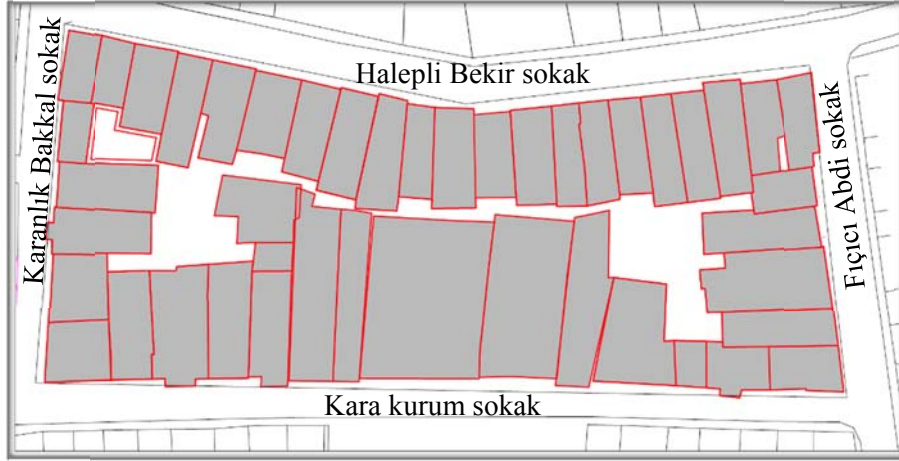 Halepli Bekir sokak
Karanlık Bakkal sokak
Fıçıcı Abdi sokak
Kara kurum sokak